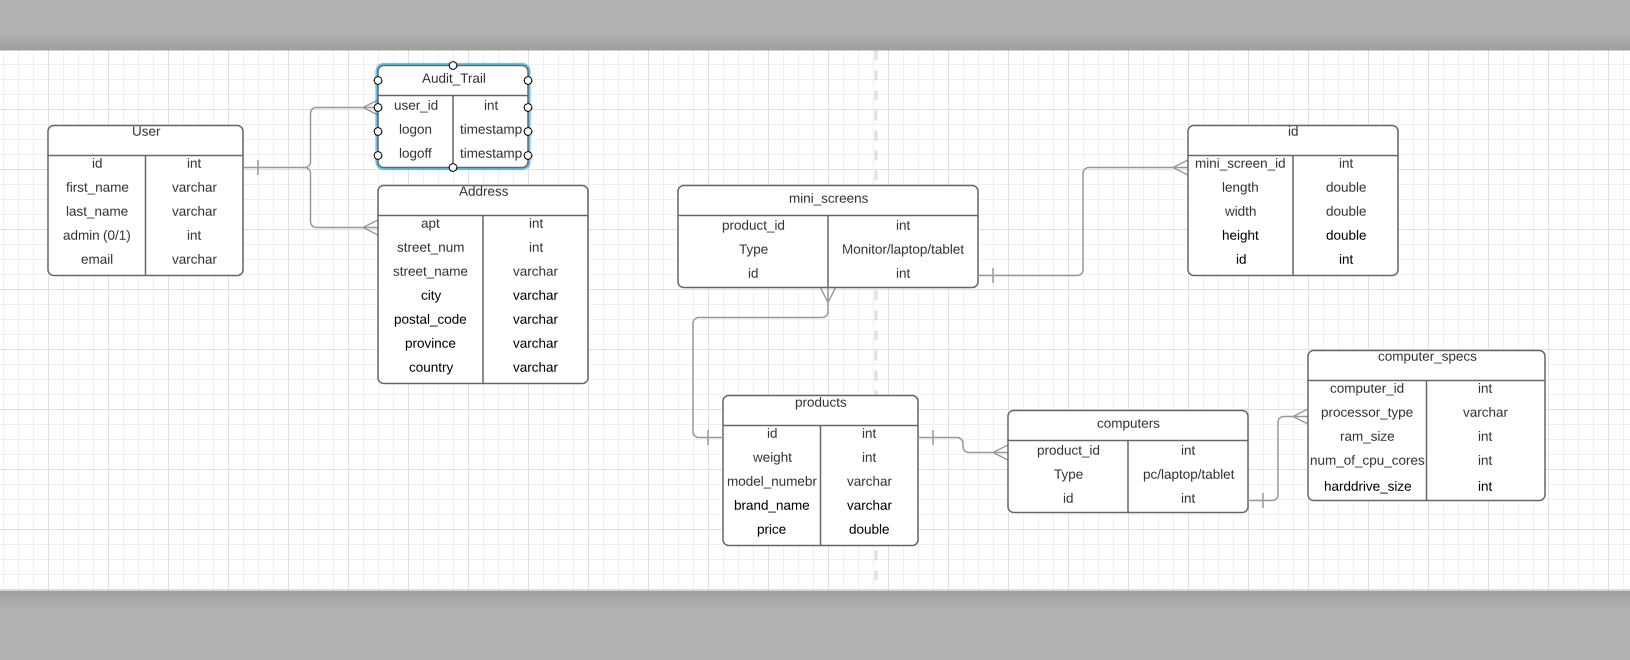 Audit_Trail
user_id int
logon timestamp
logoff timestamp
User
id int
first_name varchar
last_name varchar
admin (0/1) int
email varchar
Address
apt int
street_num int
street_name varchar
city varchar
postal_code varchar
province varchar
country varchar
mini_screens
product_id int
Type Monitor/laptop/tablet
id int
id
mini_screen_id int
length double
width double
height double
id int
products
id int
weight int
model_numebr varchar
brand_name varchar
price double
computers
product_id int
Type pc/laptop/tablet
id int
computer_specs
computer_id int
processor_type varchar
ram_size int
num_of_cpu_cores int
harddrive_size int